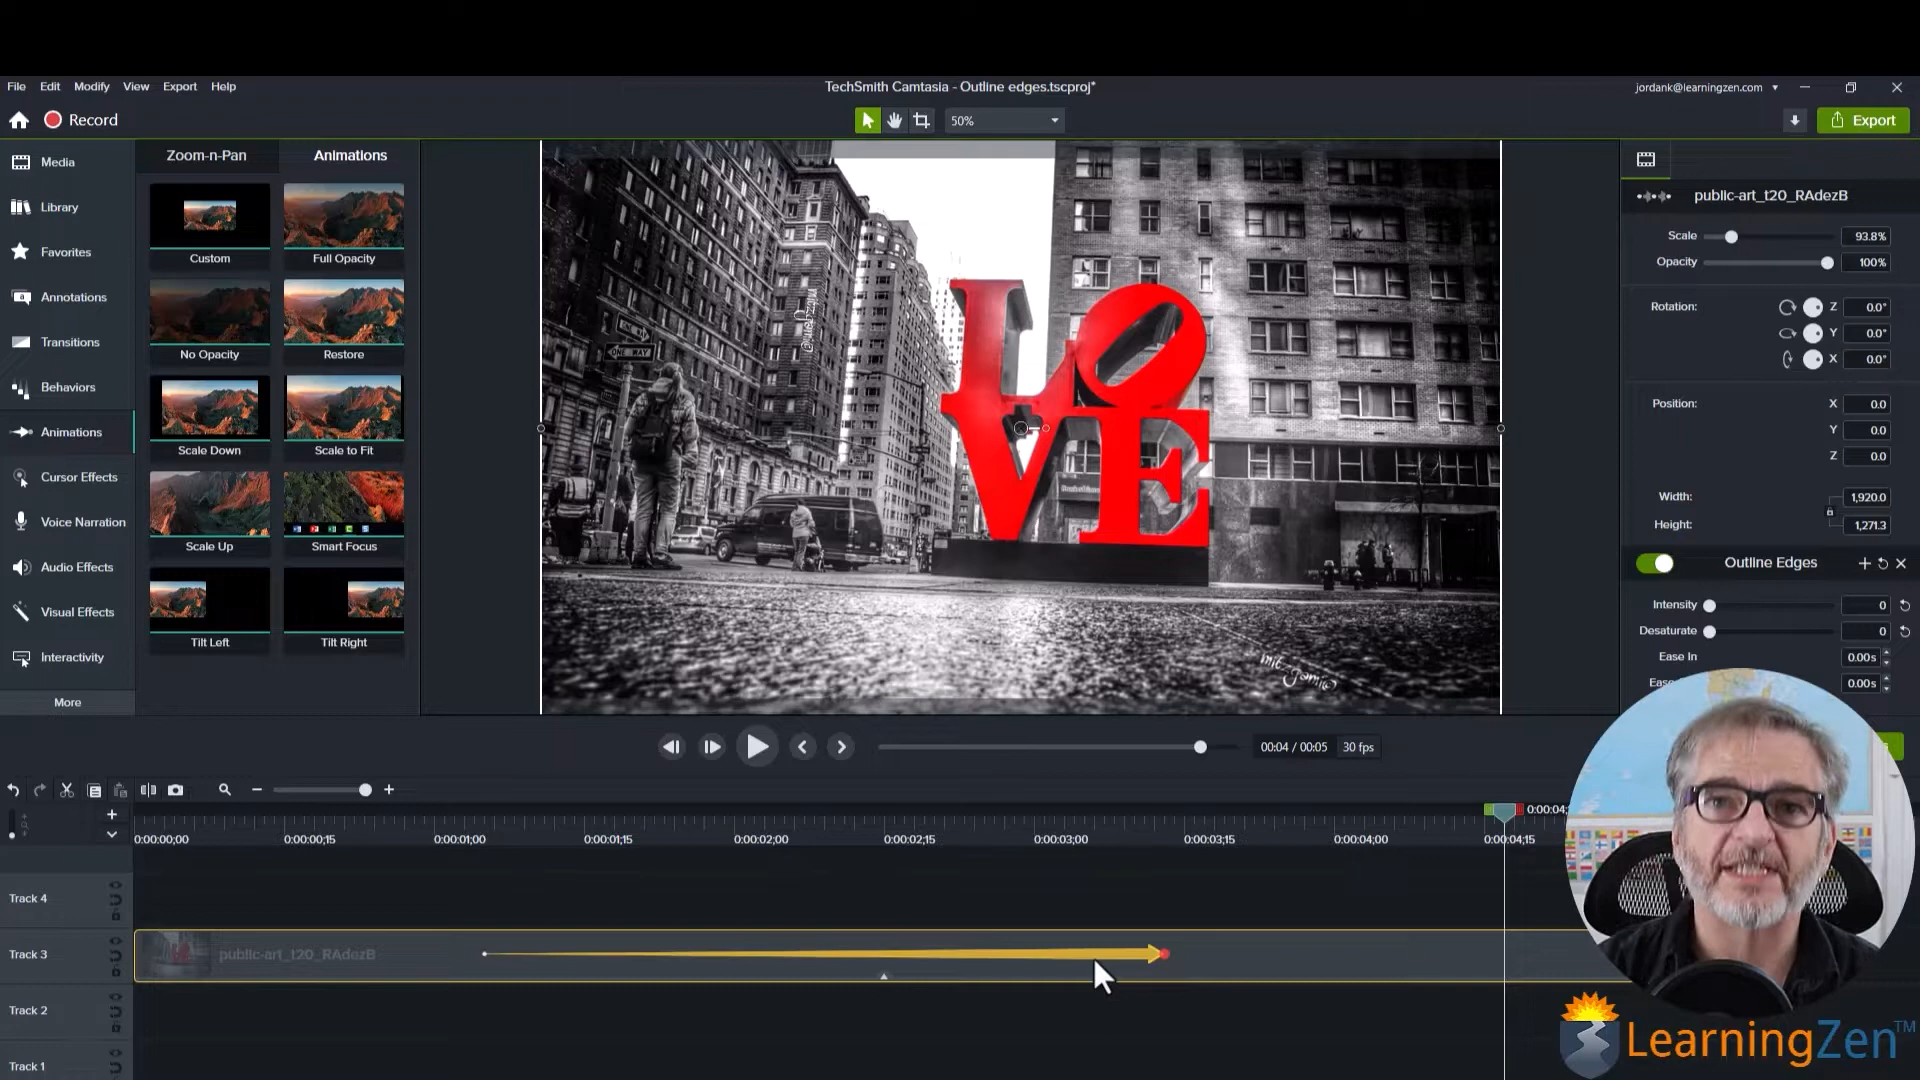 File Edit Modify View Export Help
TechSmith Camtasia - Outline edges.tscproj*
jordank@learningzen.com
Record
50%
Export
Media
Library
Favorites
Annotations
Transitions
Behaviors
Animations
Cursor Effects
Voice Narration
Audio Effects
Visual Effects
Interactivity
More
Zoom-n-Pan Animations
Custom Full Opacity
No Opacity Restore
Scale Down Scale to Fit
Scale Up Smart Focus
Tilt Left Tilt Right
ONE WAY
LOVE
public-art_t20_RAdezB
Scale 93.8%
Opacity 100%
Rotation: Z 0.0°
Y 0.0°
X 0.0°
Position: X 0.0
Y 0.0
Z 0.0
Width: 1,920.0
Height: 1,271.3
Outline Edges
Intensity 0
Desaturate 0
Ease In 0.00s
Ease 0.00s
00:04 / 00:05 30 fps
0:00:00;00 0:00:00;15 0:00:01;00 0:00:01;15 0:00:02;00 0:00:02;15 0:00:03;00 0:00:03;15 0:00:04;00 0:00:04;15
Track 4
Track 3 public-art_t20_RAdezB
Track 2
Track 1
LearningZen™